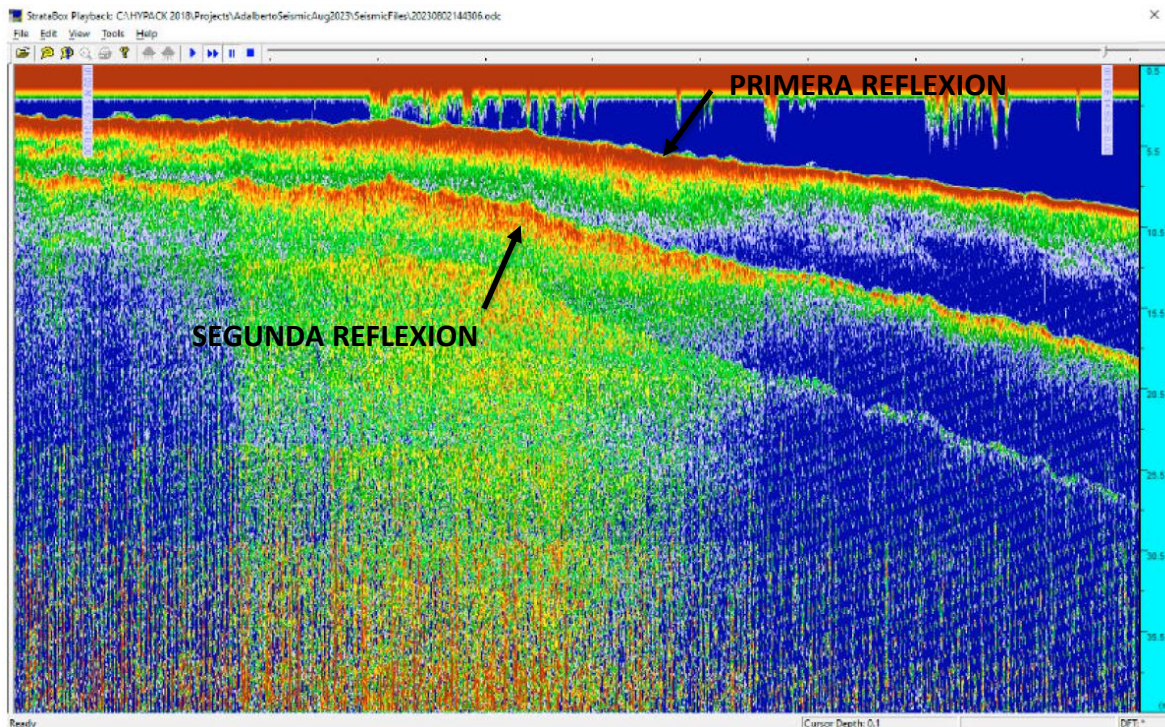 StrataBox Playback: C:\HYPACK 2018\Projects\AdalbertoSeismicAug2023\SeismicFiles\20230802144306.odc
File Edit View Tools Help
0.5
PRIMERA REFLEXION
5.5
10.5
SEGUNDA REFLEXION
15.5
20.5
25.5
30.5
35.5
Ready
Cursor Depth: 0.1
DFT: *